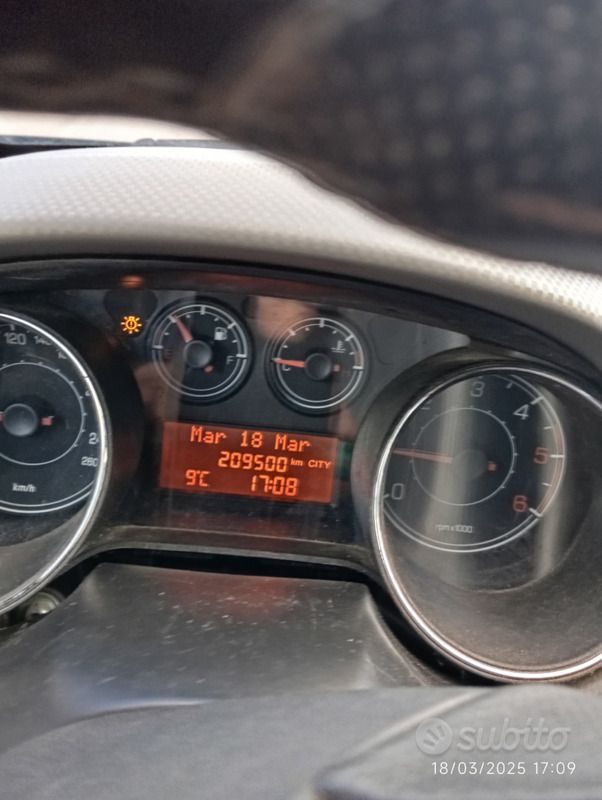 120 140
240
260
km/h
F
C
Mar 18 Mar
209500 km CITY
9°C 17:08
3
4
5
6
0
rpm x1000
subito
18/03/2025 17:09